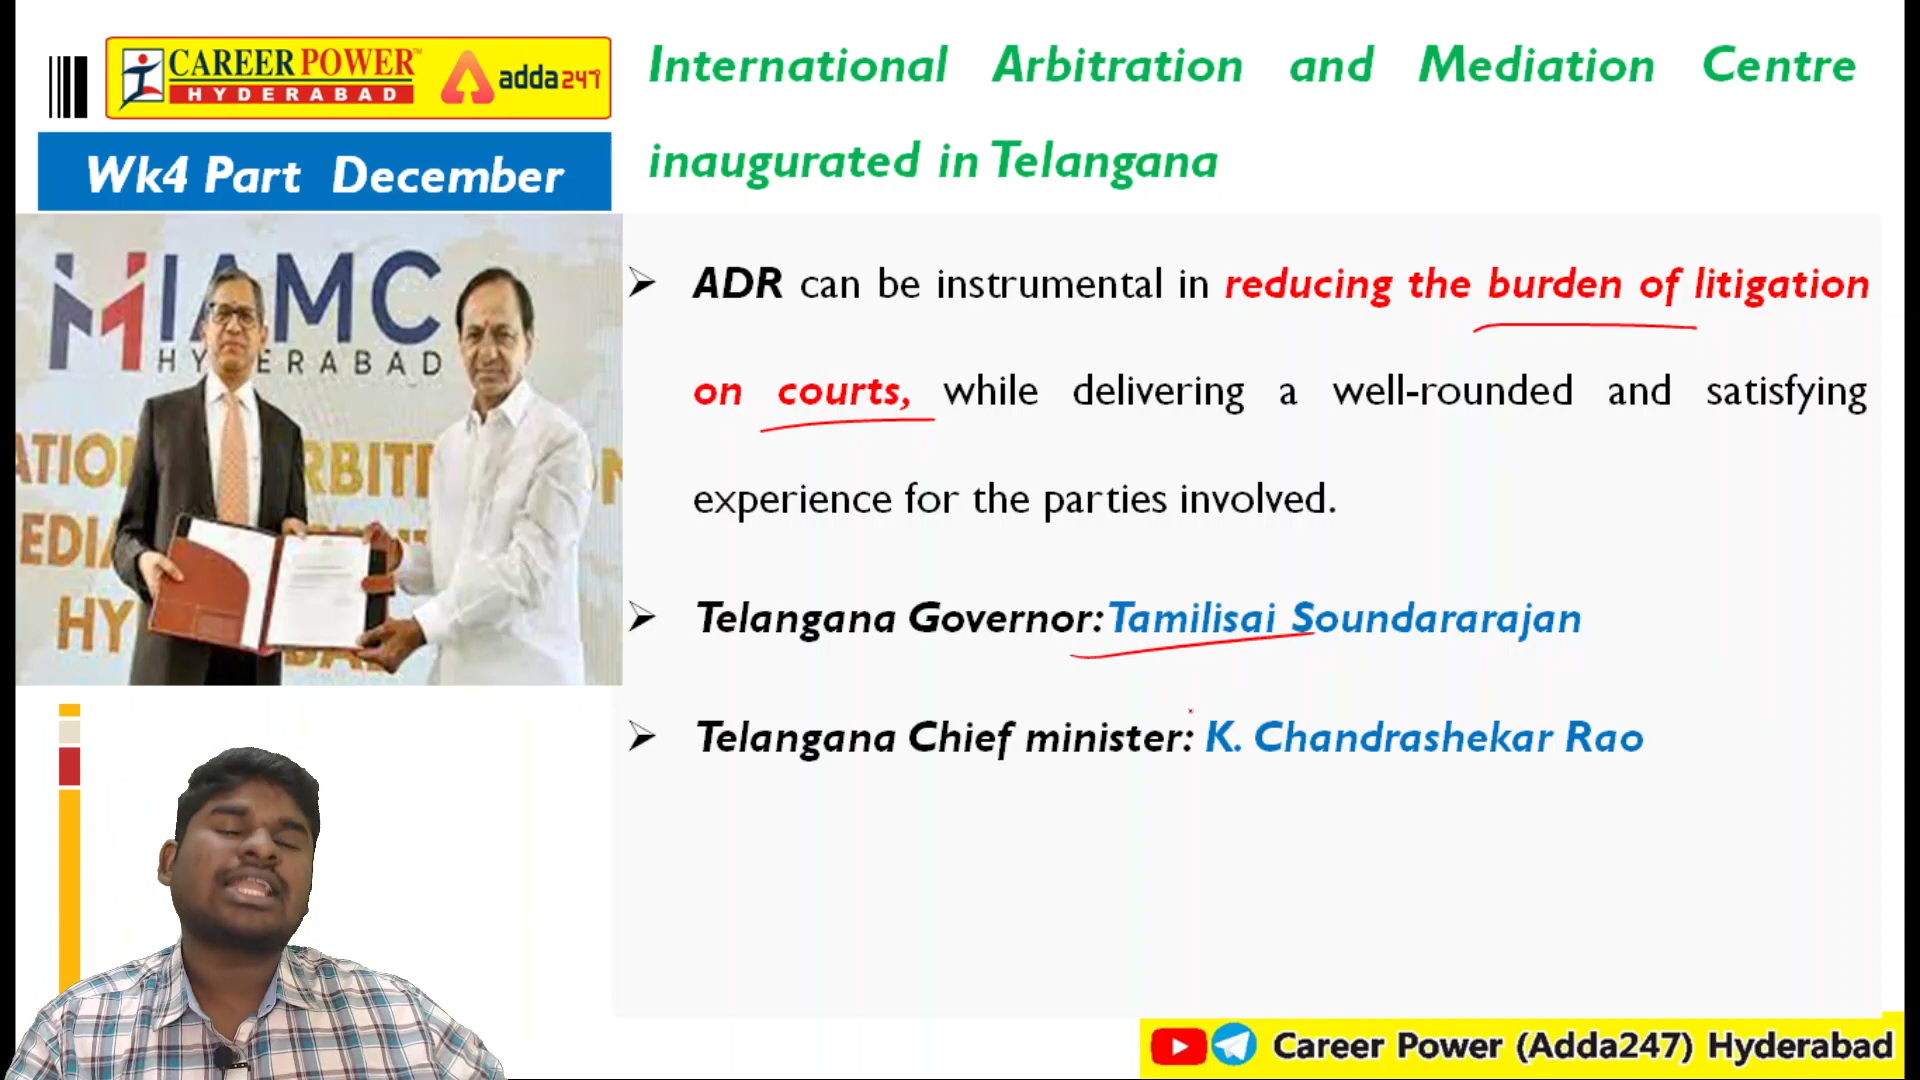 CAREER POWER
HYDERABAD
adda247
Wk4 Part December
International Arbitration and Mediation Centre
inaugurated in Telangana
IAMC
HYDERABAD
➢ ADR can be instrumental in reducing the burden of litigation
on courts, while delivering a well-rounded and satisfying
experience for the parties involved.
➢ Telangana Governor: Tamilisai Soundararajan
➢ Telangana Chief minister: K. Chandrashekar Rao
Career Power (Adda247) Hyderabad